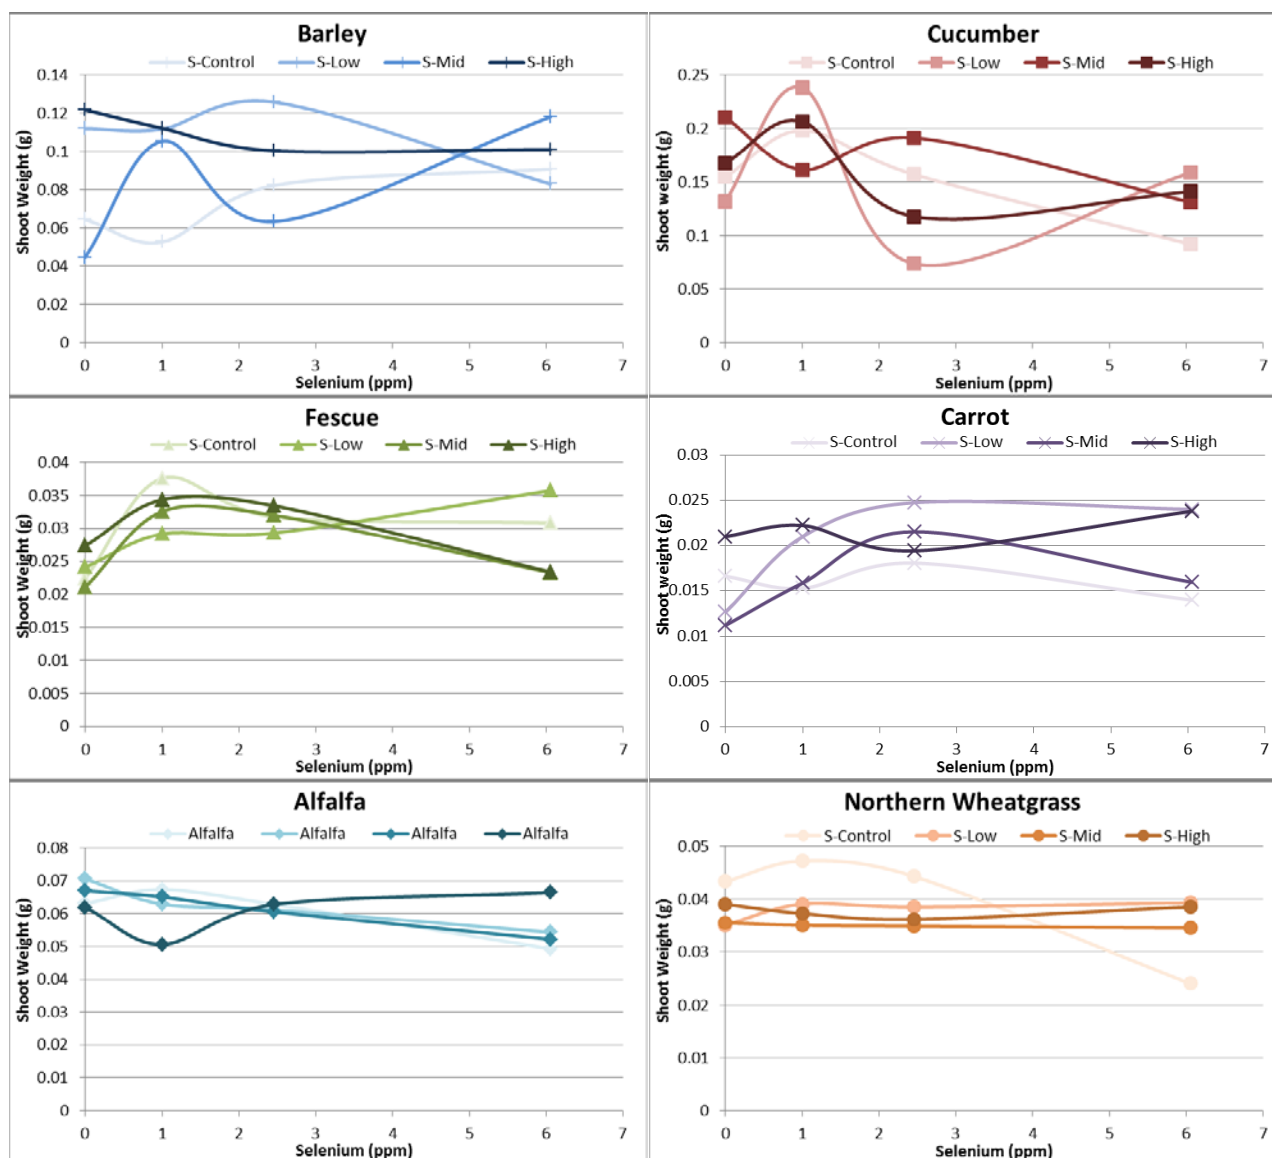 Barley
S-Control S-Low S-Mid S-High
Shoot Weight (g)
0.14
0.12
0.1
0.08
0.06
0.04
0.02
0
0 1 2 3 4 5 6 7
Selenium (ppm)
Cucumber
S-Control S-Low S-Mid S-High
Shoot weight (g)
0.25
0.2
0.15
0.1
0.05
0
0 1 2 3 4 5 6 7
Selenium (ppm)
Fescue
S-Control S-Low S-Mid S-High
Shoot Weight (g)
0.04
0.035
0.03
0.025
0.02
0.015
0.01
0.005
0
0 1 2 3 4 5 6 7
Selenium (ppm)
Carrot
S-Control S-Low S-Mid S-High
Shoot weight (g)
0.03
0.025
0.02
0.015
0.01
0.005
0
0 1 2 3 4 5 6 7
Selenium (ppm)
Alfalfa
Alfalfa Alfalfa Alfalfa Alfalfa
Shoot Weight (g)
0.08
0.07
0.06
0.05
0.04
0.03
0.02
0.01
0
0 1 2 3 4 5 6 7
Selenium (ppm)
Northern Wheatgrass
S-Control S-Low S-Mid S-High
Shoot Weight (g)
0.05
0.04
0.03
0.02
0.01
0
0 1 2 3 4 5 6 7
Selenium (ppm)